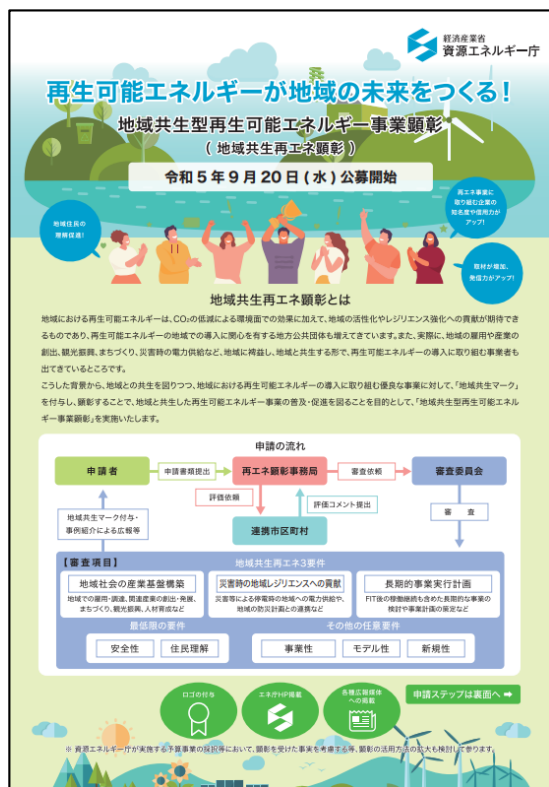 経済産業省
資源エネルギー庁
再生可能エネルギーが地域の未来をつくる！
地域共生型再生可能エネルギー事業顕彰
（ 地域共生再エネ顕彰 ）
令和5年9月20日(水)公募開始
地域住民の
理解促進！
再エネ事業に
取り組む企業の
知名度や信用力が
アップ！
取材が増加、
発信力がアップ！
地域共生再エネ顕彰とは
地域における再生可能エネルギーは、CO₂の低減による環境面での効果に加えて、地域の活性化やレジリエンス強化への貢献が期待でき
るものであり、再生可能エネルギーの地域での導入に関心を有する地方公共団体も増えてきています。また、実際に、地域の雇用や産業の
創出、観光振興、まちづくり、災害時の電力供給など、地域に裨益し、地域と共生する形で、再生可能エネルギーの導入に取り組む事業者も
出てきているところです。
こうした背景から、地域との共生を図りつつ、地域における再生可能エネルギーの導入に取り組む優良な事業に対して、「地域共生マーク」
を付与し、顕彰することで、地域と共生した再生可能エネルギー事業の普及・促進を図ることを目的として、「地域共生型再生可能エネル
ギー事業顕彰」を実施いたします。
申請の流れ
申請者
申請書類提出
再エネ顕彰事務局
審査依頼
審査委員会
評価依頼
評価コメント提出
地域共生マーク付与・
事例紹介による広報等
連携市区町村
審 査
【審査項目】
地域共生再エネ3要件
地域社会の産業基盤構築
地域での雇用・調達、関連産業の創出・発展、
まちづくり、観光振興、人材育成など
災害時の地域レジリエンスへの貢献
災害等による停電時の地域への電力供給や、
地域の防災計画との連携など
長期的事業実行計画
FIT後の稼働継続も含めた長期的な事業の
検討や事業計画の策定など
最低限の要件
その他の任意要件
安全性
住民理解
事業性
モデル性
新規性
ロゴの付与
エネ庁HP掲載
各種広報媒体
への掲載
申請ステップは裏面へ ➡
※ 資源エネルギー庁が実施する予算事業の採択等において、顕彰を受けた事実を考慮する等、顕彰の活用方法の拡大も検討して参ります。